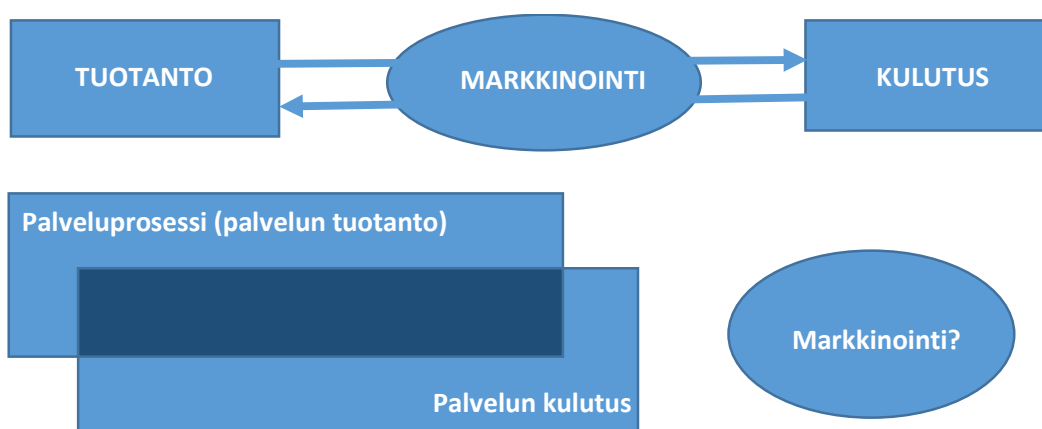 TUOTANTO
MARKKINOINTI
KULUTUS
Palveluprosessi (palvelun tuotanto)
Markkinointi?
Palvelun kulutus